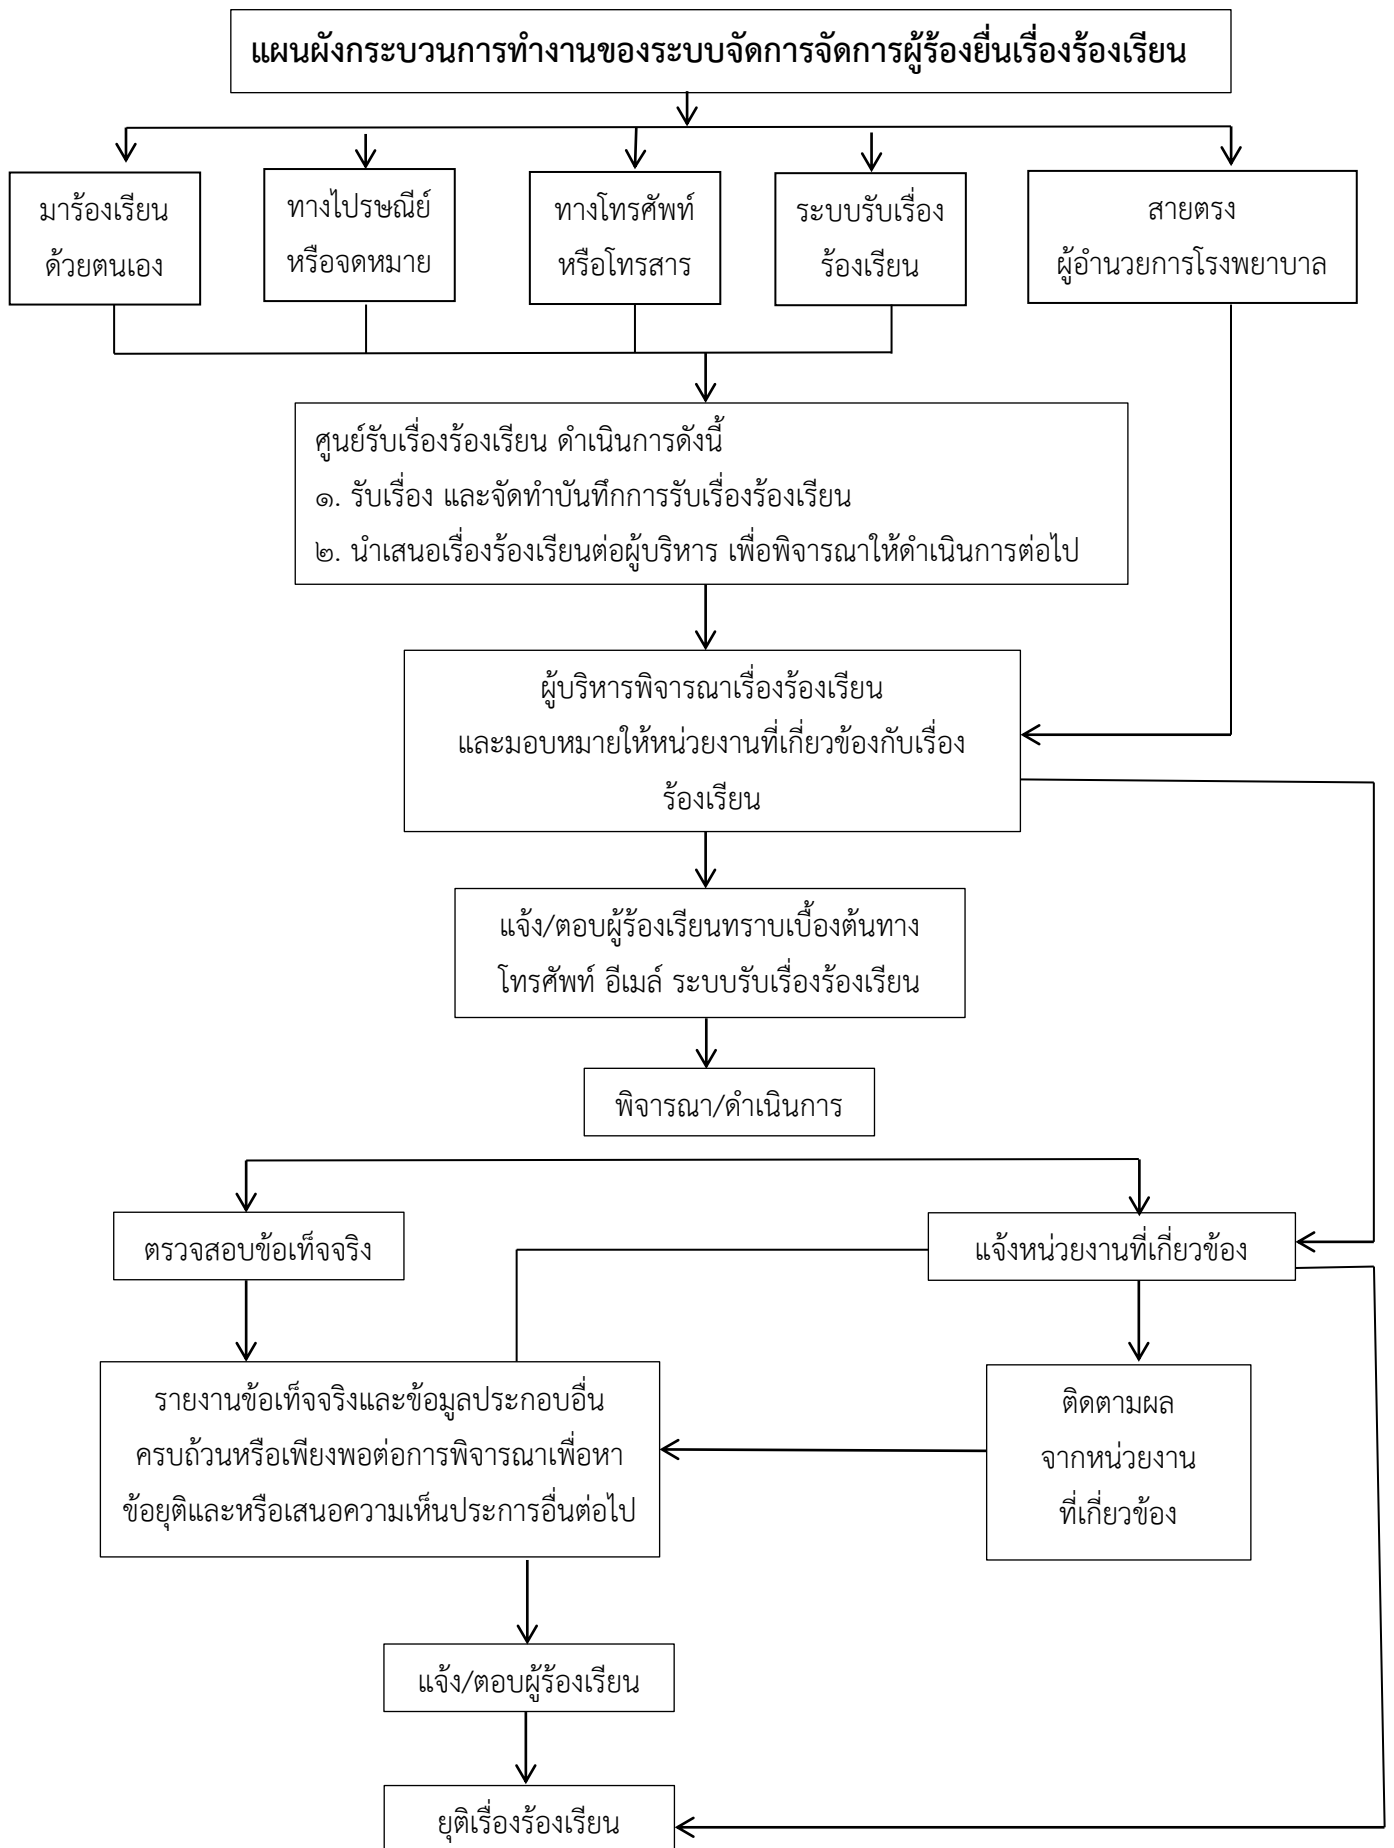 แผนผังกระบวนการทำงานของระบบจัดการจัดการผู้ร้องยื่นเรื่องร้องเรียน
มาร้องเรียน
ด้วยตนเอง
ทางไปรษณีย์
หรือจดหมาย
ทางโทรศัพท์
หรือโทรสาร
ระบบรับเรื่อง
ร้องเรียน
สายตรง
ผู้อำนวยการโรงพยาบาล
ศูนย์รับเรื่องร้องเรียน ดำเนินการดังนี้
๑. รับเรื่อง และจัดทำบันทึกการรับเรื่องร้องเรียน
๒. นำเสนอเรื่องร้องเรียนต่อผู้บริหาร เพื่อพิจารณาให้ดำเนินการต่อไป
ผู้บริหารพิจารณาเรื่องร้องเรียน
และมอบหมายให้หน่วยงานที่เกี่ยวข้องกับเรื่อง
ร้องเรียน
แจ้ง/ตอบผู้ร้องเรียนทราบเบื้องต้นทาง
โทรศัพท์ อีเมล์ ระบบรับเรื่องร้องเรียน
พิจารณา/ดำเนินการ
ตรวจสอบข้อเท็จจริง
แจ้งหน่วยงานที่เกี่ยวข้อง
รายงานข้อเท็จจริงและข้อมูลประกอบอื่น
ครบถ้วนหรือเพียงพอต่อการพิจารณาเพื่อหา
ข้อยุติและหรือเสนอความเห็นประการอื่นต่อไป
ติดตามผล
จากหน่วยงาน
ที่เกี่ยวข้อง
แจ้ง/ตอบผู้ร้องเรียน
ยุติเรื่องร้องเรียน